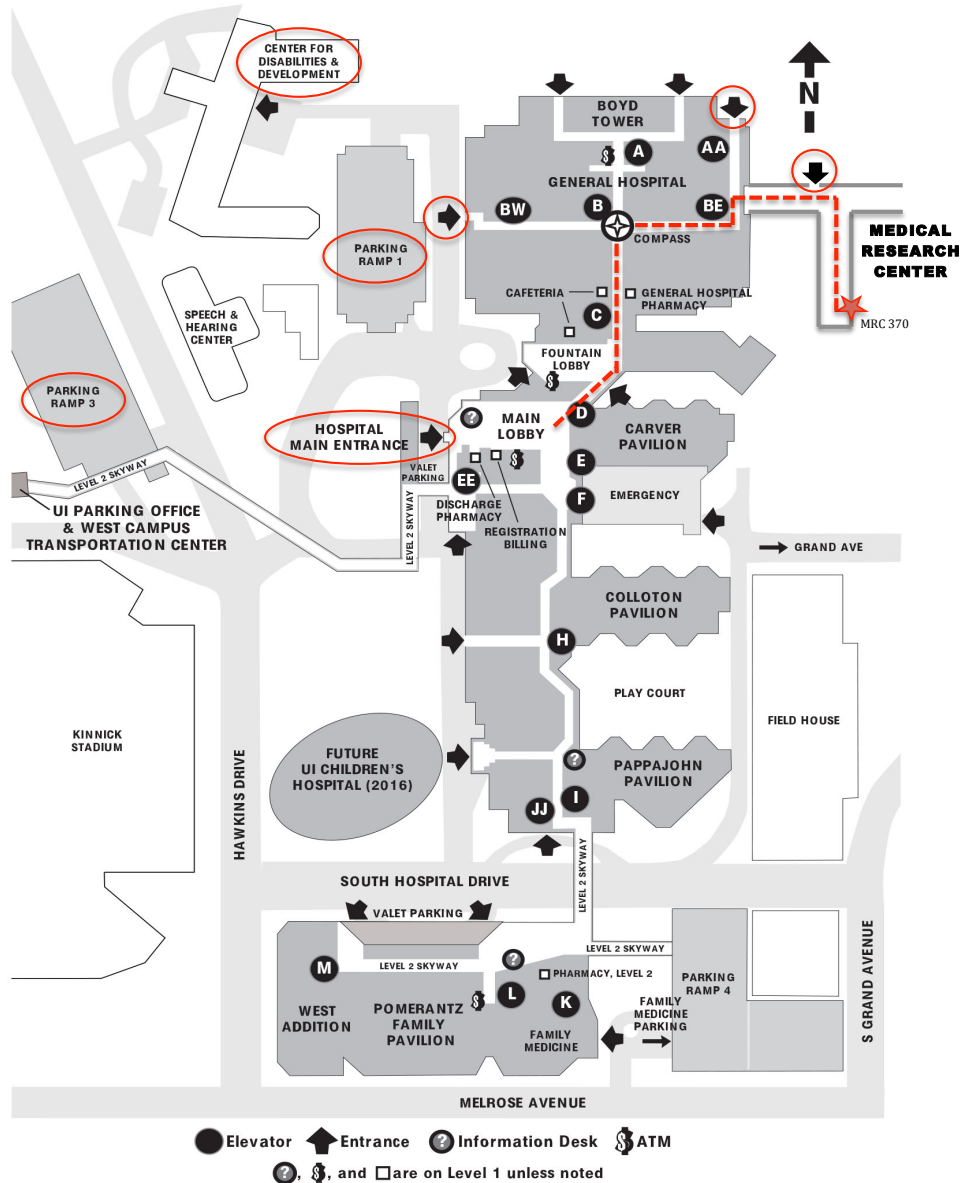 CENTER FOR
DISABILITIES &
DEVELOPMENT
BOYD
TOWER
N
A
AA
GENERAL HOSPITAL
BW
B
BE
COMPASS
MEDICAL
RESEARCH
CENTER
PARKING
RAMP 1
CAFETERIA
GENERAL HOSPITAL
PHARMACY
C
MRC 370
SPEECH &
HEARING
CENTER
FOUNTAIN
LOBBY
PARKING
RAMP 3
HOSPITAL
MAIN ENTRANCE
?
MAIN
LOBBY
D
CARVER
PAVILION
VALET
PARKING
LEVEL 2 SKYWAY
EE
E
F
EMERGENCY
DISCHARGE
PHARMACY
REGISTRATION
BILLING
UI PARKING OFFICE
& WEST CAMPUS
TRANSPORTATION CENTER
LEVEL 2 SKYWAY
GRAND AVE
COLLOTON
PAVILION
H
PLAY COURT
KINNICK
STADIUM
FIELD HOUSE
FUTURE
UI CHILDREN'S
HOSPITAL (2016)
?
PAPPAJOHN
PAVILION
JJ
I
HAWKINS DRIVE
SOUTH HOSPITAL DRIVE
LEVEL 2 SKYWAY
VALET PARKING
LEVEL 2 SKYWAY
M
LEVEL 2 SKYWAY
?
PHARMACY, LEVEL 2
PARKING
RAMP 4
L
K
WEST
ADDITION
POMERANTZ
FAMILY
PAVILION
FAMILY
MEDICINE
FAMILY
MEDICINE
PARKING
S GRAND AVENUE
MELROSE AVENUE
Elevator Entrance ? Information Desk $ ATM
?, $, and □ are on Level 1 unless noted